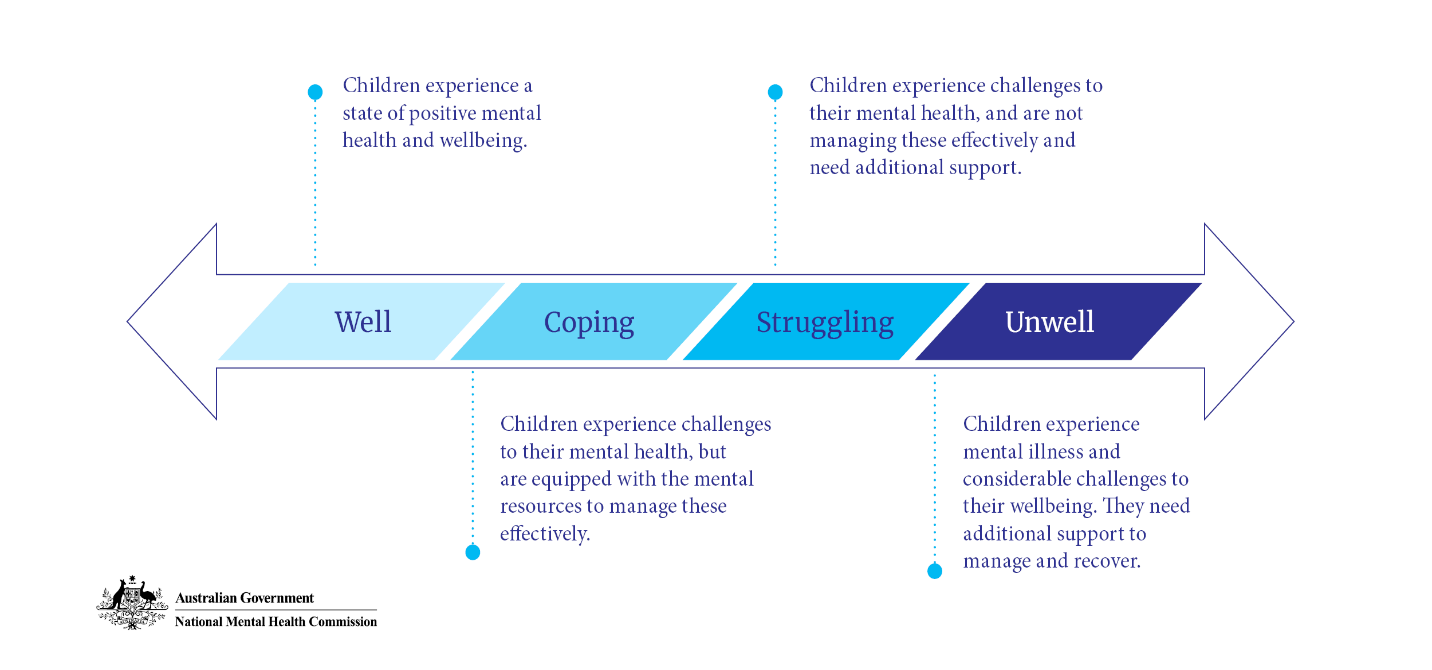 Children experience a
state of positive mental
health and wellbeing.
Children experience challenges to
their mental health, and are not
managing these effectively and
need additional support.
Well
Coping
Struggling
Unwell
Children experience challenges
to their mental health, but
are equipped with the mental
resources to manage these
effectively.
Children experience
mental illness and
considerable challenges to
their wellbeing. They need
additional support to
manage and recover.
Australian Government
National Mental Health Commission